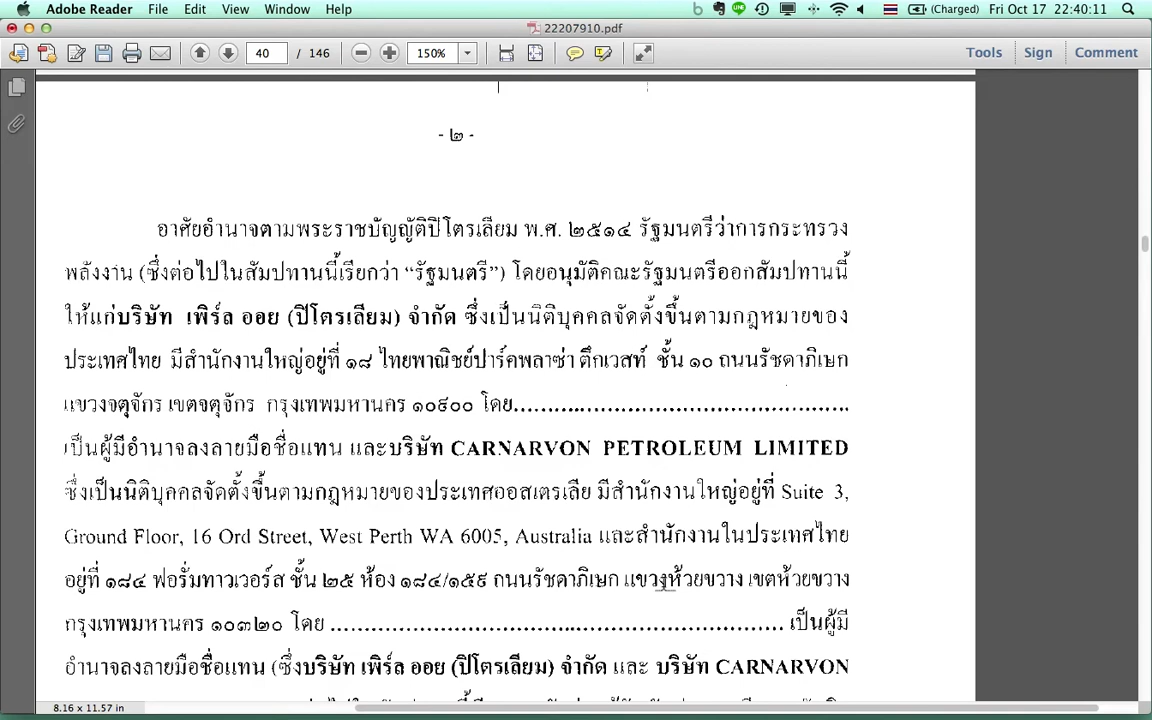 Adobe Reader File Edit View Window Help (Charged) Fri Oct 17 22:40:11
22207910.pdf
40 / 146 150% Tools Sign Comment
- ๒ -
อาศัยอำนาจตามพระราชบัญญัติปิโตรเลียม พ.ศ. ๒๕๑๔ รัฐมนตรีว่าการกระทรวง
พลังงาน (ซึ่งต่อไปในสัมปทานนี้เรียกว่า “รัฐมนตรี”) โดยอนุมัติคณะรัฐมนตรีออกสัมปทานนี้
ให้แก่บริษัท เพิร์ล ออย (ปิโตรเลียม) จำกัด ซึ่งเป็นนิติบุคคลจัดตั้งขึ้นตามกฎหมายของ
ประเทศไทย มีสำนักงานใหญ่อยู่ที่ ๑๘ ไทยพาณิชย์ปาร์คพลาซ่า ตึกเวสท์ ชั้น ๑๐ ถนนรัชดาภิเษก
แขวงจตุจักร เขตจตุจักร กรุงเทพมหานคร ๑๐๙๐๐ โดย......................................................
เป็นผู้มีอำนาจลงลายมือชื่อแทน และบริษัท CARNARVON PETROLEUM LIMITED
ซึ่งเป็นนิติบุคคลจัดตั้งขึ้นตามกฎหมายของประเทศออสเตรเลีย มีสำนักงานใหญ่อยู่ที่ Suite 3,
Ground Floor, 16 Ord Street, West Perth WA 6005, Australia และสำนักงานในประเทศไทย
อยู่ที่ ๑๘๔ ฟอรั่มทาวเวอร์ส ชั้น ๒๕ ห้อง ๑๘๔/๑๕๙ ถนนรัชดาภิเษก แขวงห้วยขวาง เขตห้วยขวาง
กรุงเทพมหานคร ๑๐๓๒๐ โดย .................................................................. เป็นผู้มี
อำนาจลงลายมือชื่อแทน (ซึ่งบริษัท เพิร์ล ออย (ปิโตรเลียม) จำกัด และ บริษัท CARNARVON
8.16 x 11.57 in